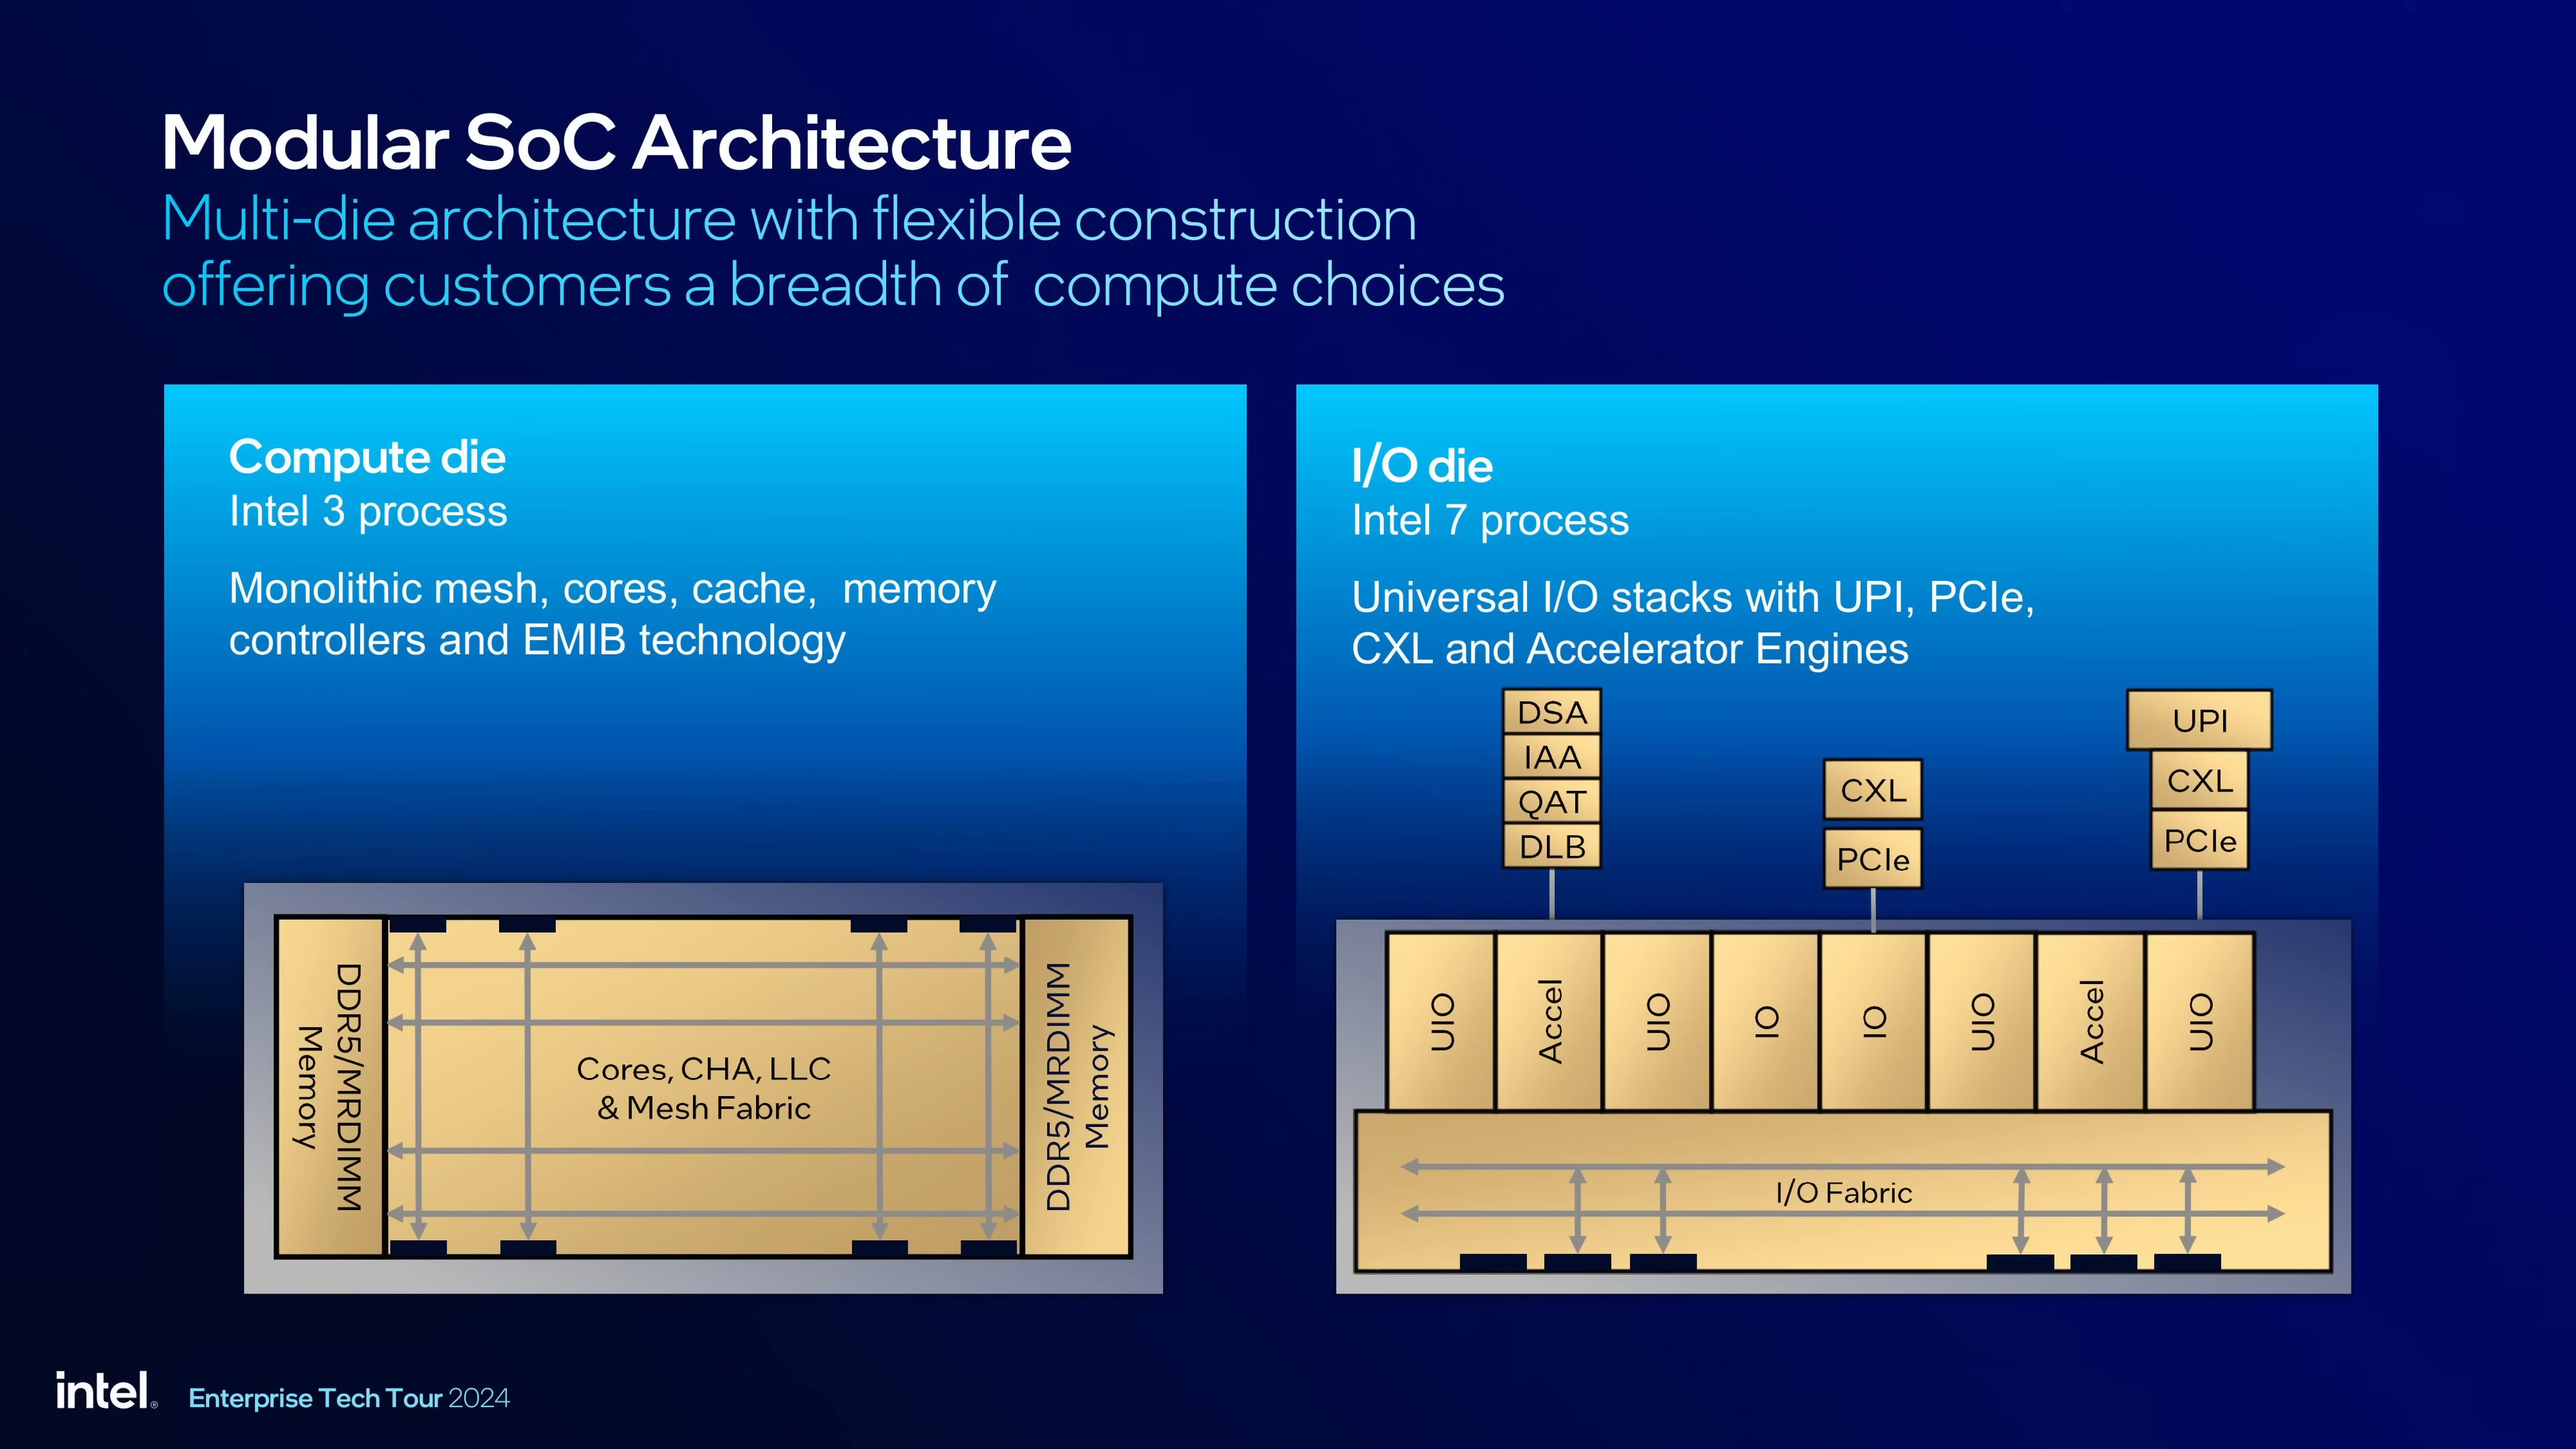 Modular SoC Architecture
Multi-die architecture with flexible construction
offering customers a breadth of compute choices
Compute die
Intel 3 process
Monolithic mesh, cores, cache, memory
controllers and EMIB technology
DDR5/MRDIMM
Memory
Cores, CHA, LLC
& Mesh Fabric
DDR5/MRDIMM
Memory
I/O die
Intel 7 process
Universal I/O stacks with UPI, PCIe,
CXL and Accelerator Engines
DSA
IAA
QAT
DLB
CXL
PCIe
UPI
CXL
PCIe
UIO
Accel
UIO
IO
IO
UIO
Accel
UIO
I/O Fabric
intel®
Enterprise Tech Tour 2024